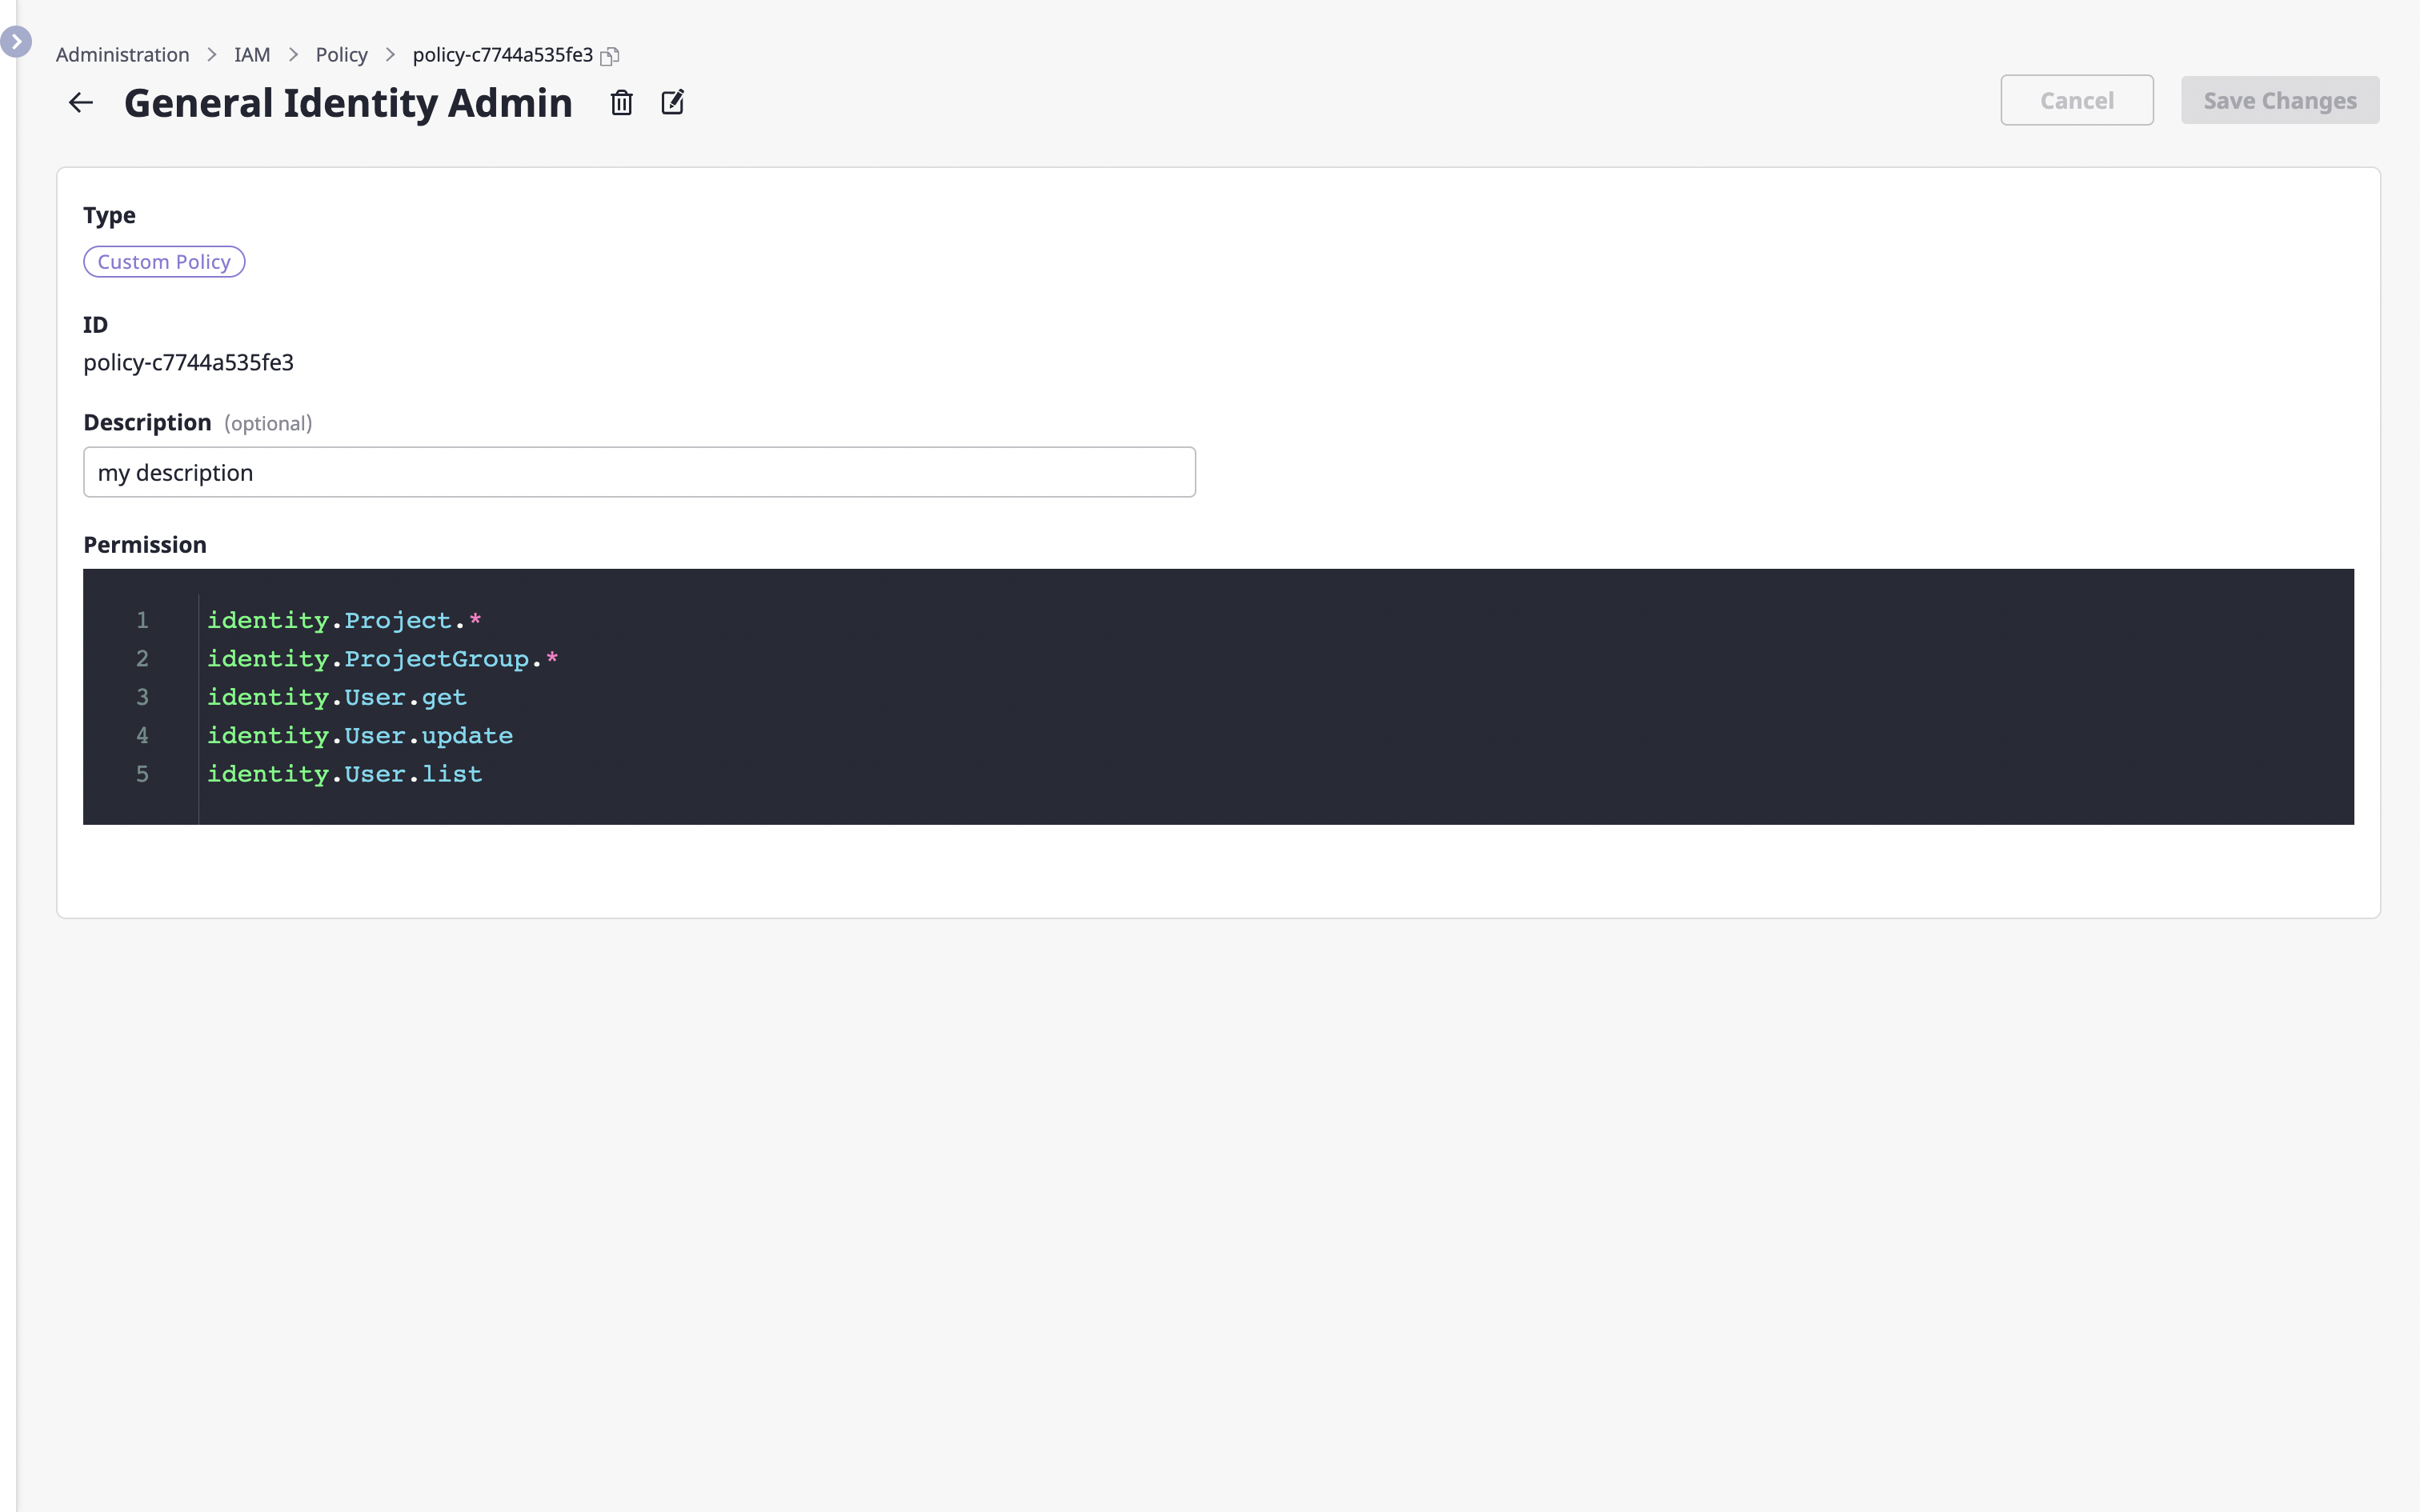 Administration > IAM > Policy > policy-c7744a535fe3
General Identity Admin
Cancel
Save Changes
Type
Custom Policy
ID
policy-c7744a535fe3
Description (optional)
my description
Permission
1 identity.Project.*
2 identity.ProjectGroup.*
3 identity.User.get
4 identity.User.update
5 identity.User.list